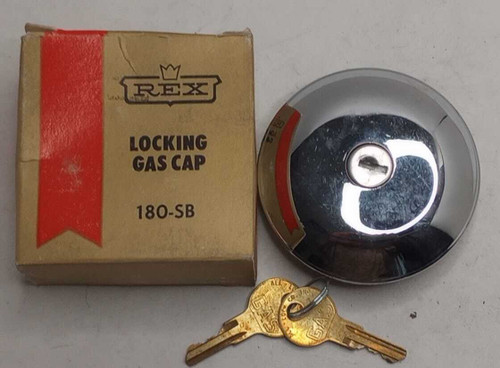 REX
LOCKING
GAS CAP
180-SB